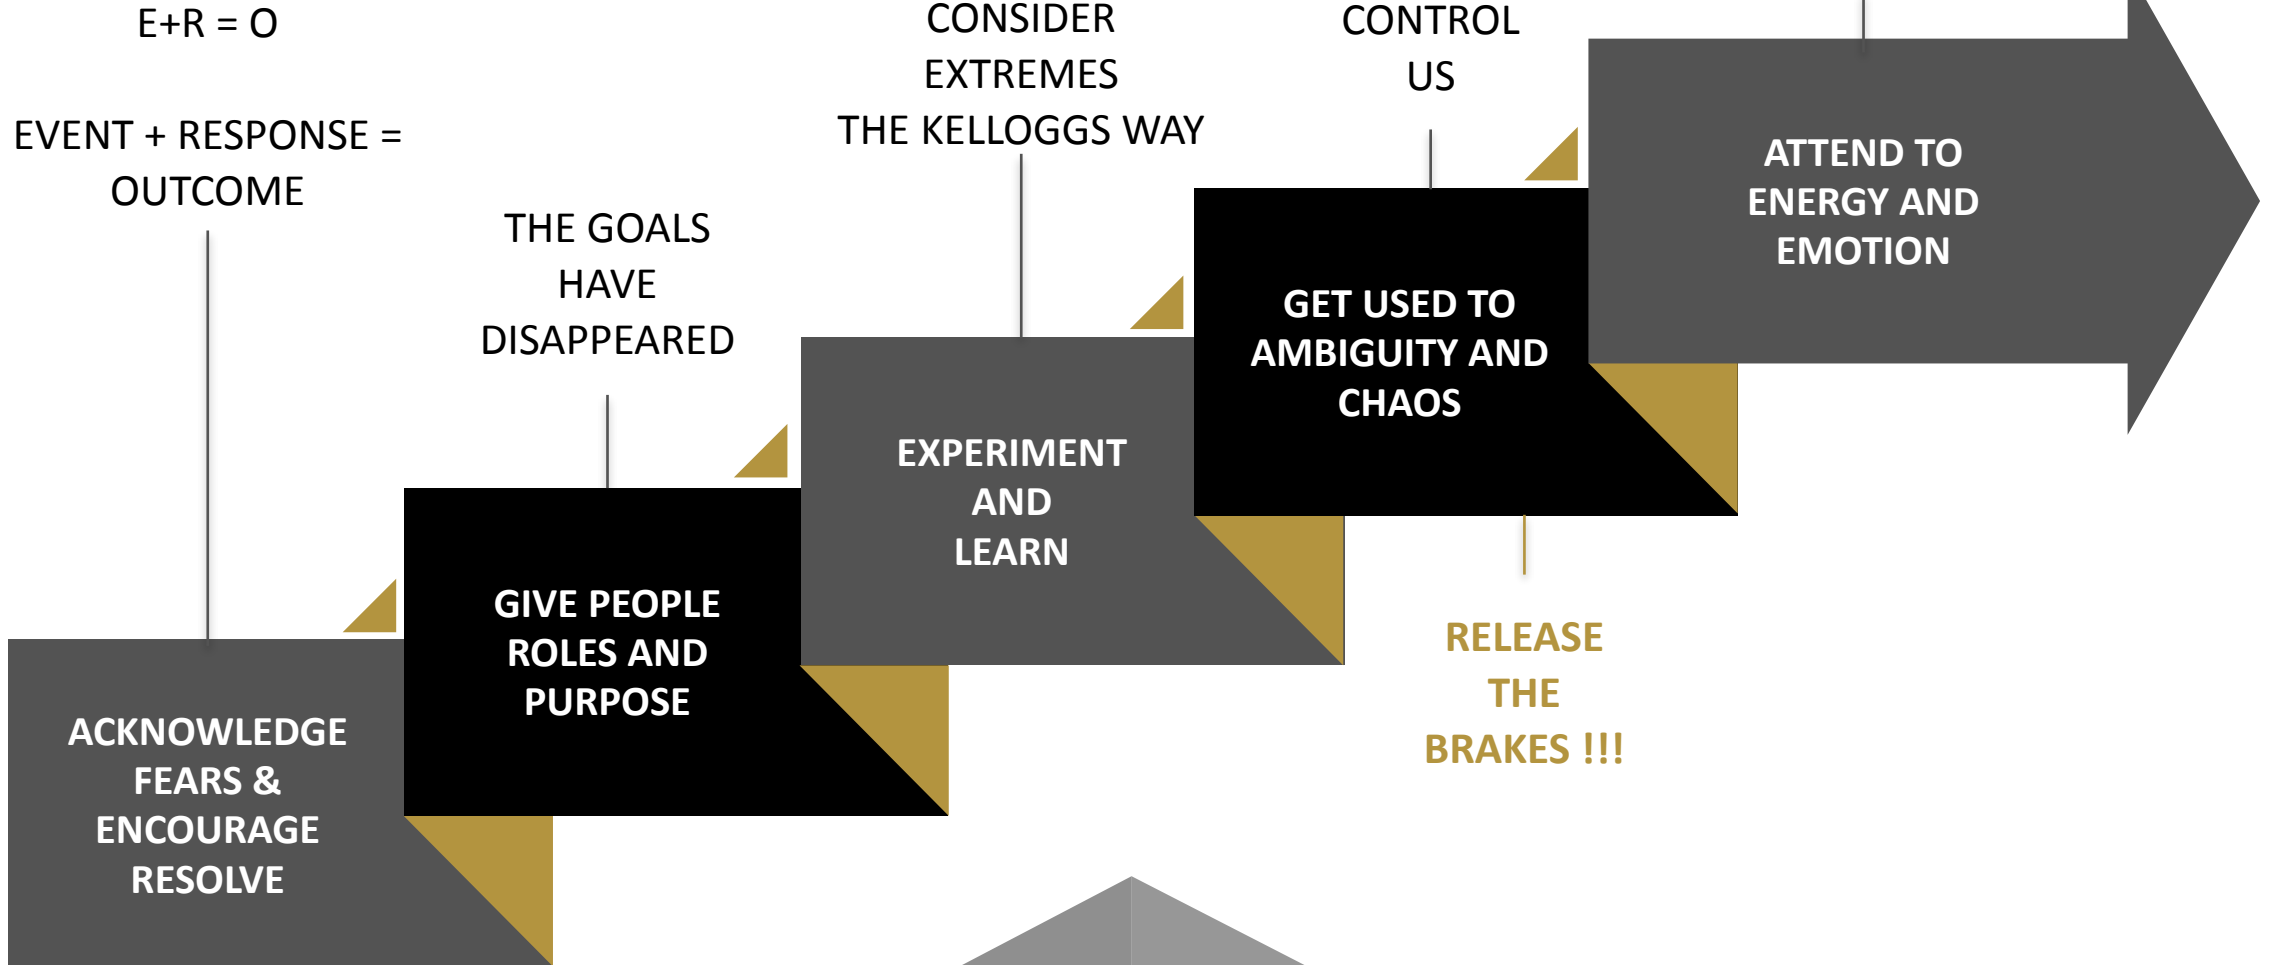 E+R = O
EVENT + RESPONSE =
OUTCOME
THE GOALS
HAVE
DISAPPEARED
CONSIDER
EXTREMES
THE KELLOGGS WAY
CONTROL
US
ACKNOWLEDGE
FEARS &
ENCOURAGE
RESOLVE
GIVE PEOPLE
ROLES AND
PURPOSE
EXPERIMENT
AND
LEARN
GET USED TO
AMBIGUITY AND
CHAOS
ATTEND TO
ENERGY AND
EMOTION
RELEASE
THE
BRAKES !!!